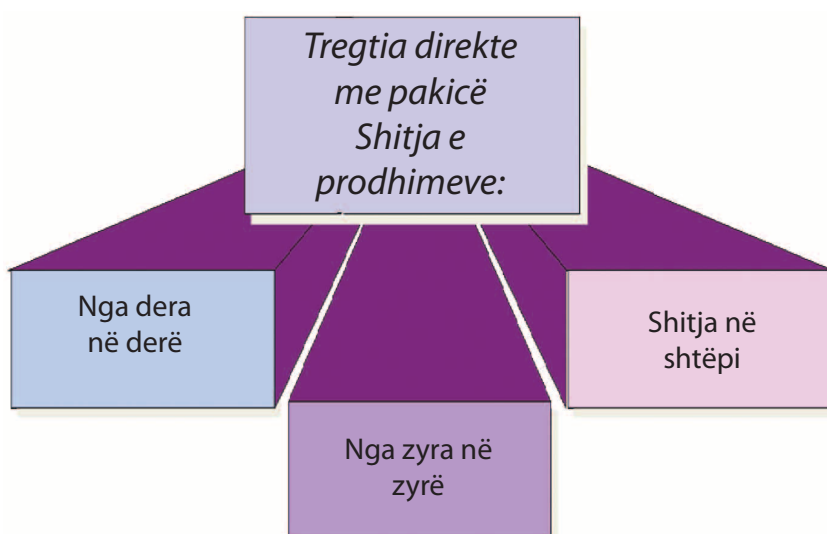 Tregtia direkte
me pakicë
Shitja e
prodhimeve:
Nga dera
në derë
Shitja në
shtëpi
Nga zyra në
zyrë